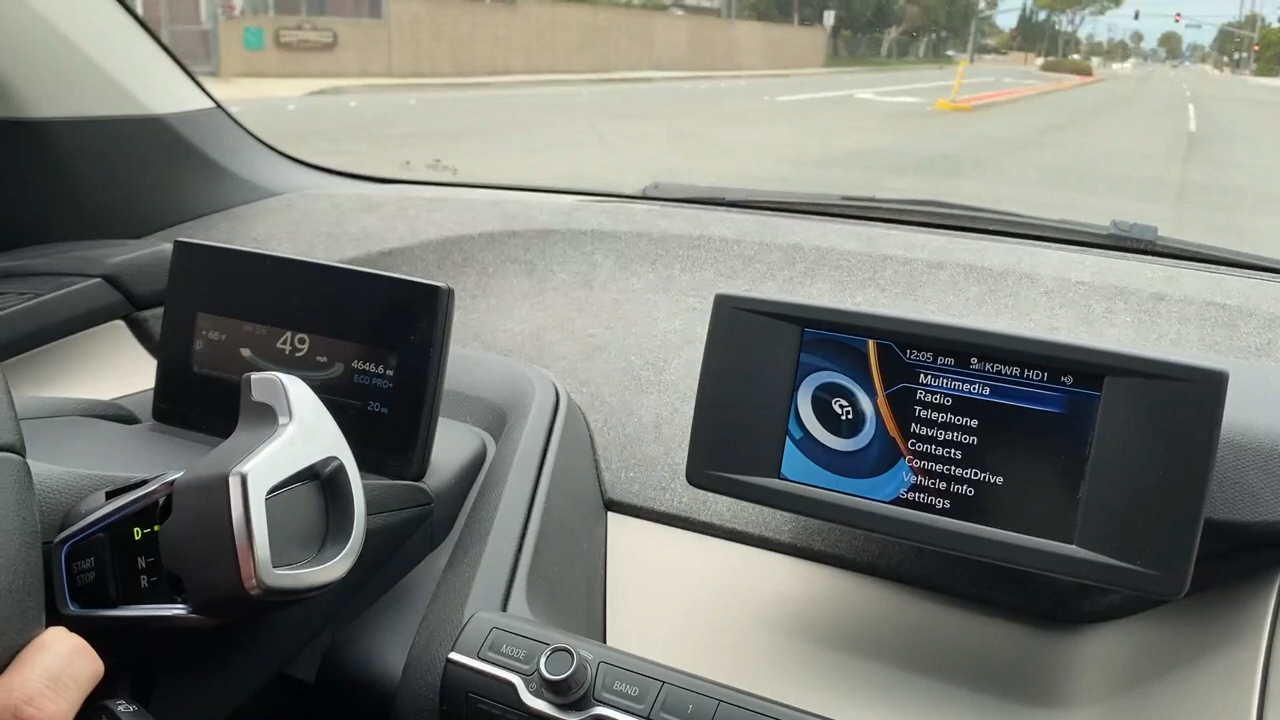 +68°F
49
mph
4646.6 mi
ECO PRO+
20 mi
12:05 pm
KPWR HD1
Multimedia
Radio
Telephone
Navigation
Contacts
ConnectedDrive
Vehicle info
Settings
D
START
STOP
N
R
MODE
BAND
1